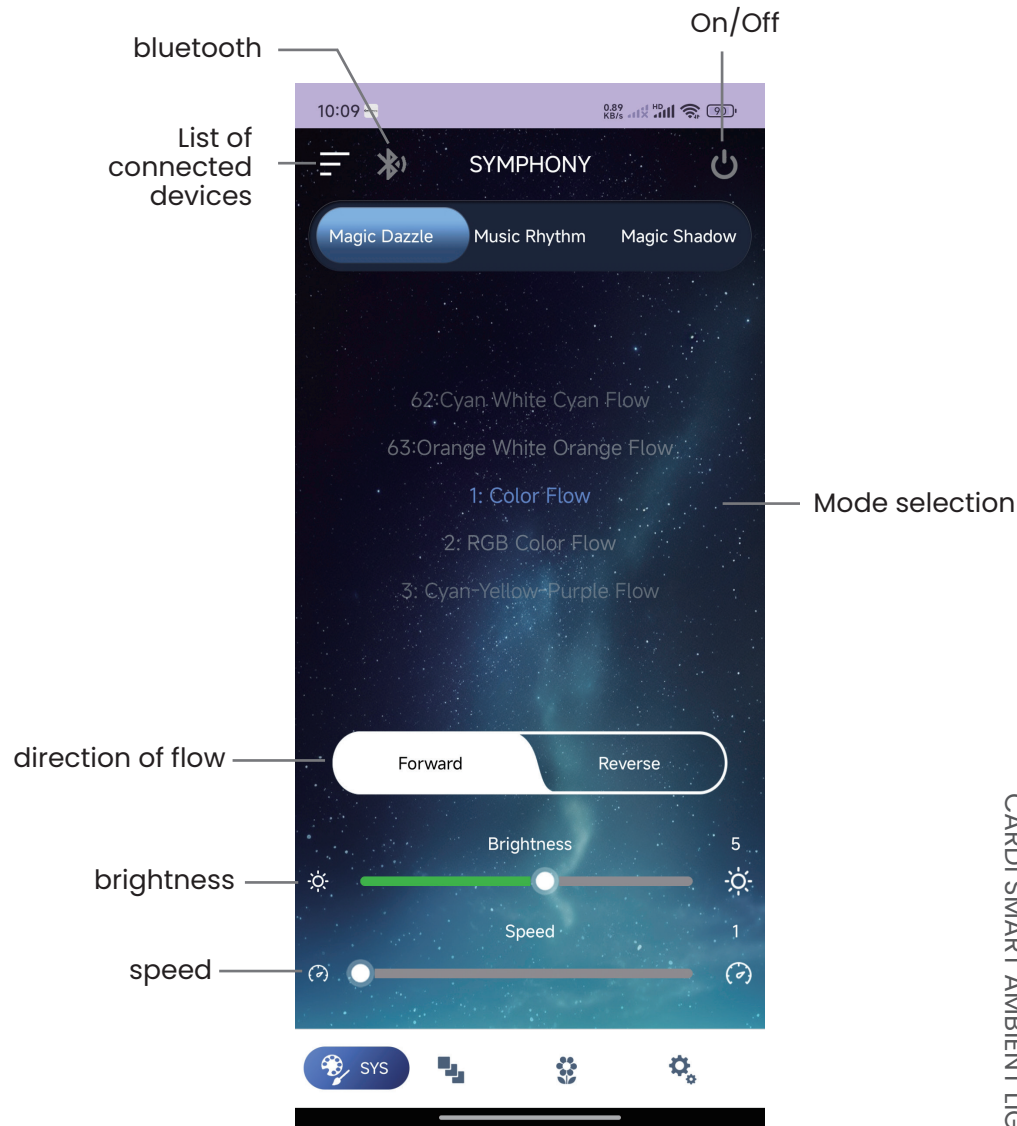 On/Off
bluetooth
10:09
0.89
KB/s
HD
90
List of
connected
devices
SYMPHONY
Magic Dazzle
Music Rhythm
Magic Shadow
62:Cyan White Cyan Flow
63:Orange White Orange Flow
1: Color Flow
Mode selection
2: RGB Color Flow
3: Cyan-Yellow-Purple Flow
direction of flow
Forward
Reverse
Brightness
5
brightness
Speed
1
speed
SYS
CARDI SMART AMBIENT